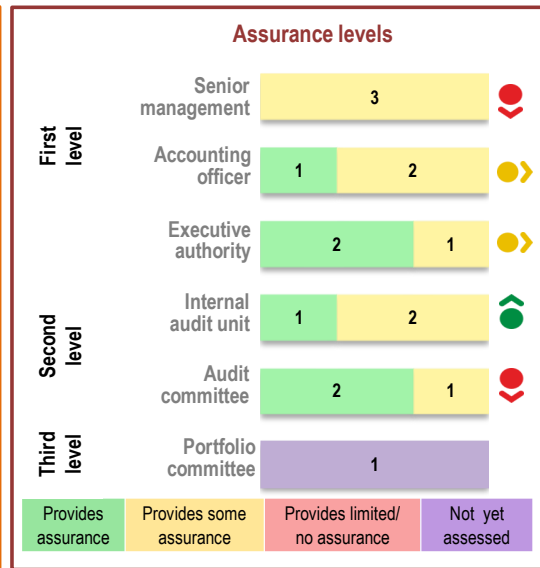 Assurance levels
First
level
Senior
management
3
Accounting
officer
1 2
Executive
authority
2 1
Second
level
Internal
audit unit
1 2
Audit
committee
2 1
Third
level
Portfolio
committee
1
Provides
assurance
Provides some
assurance
Provides limited/
no assurance
Not yet
assessed